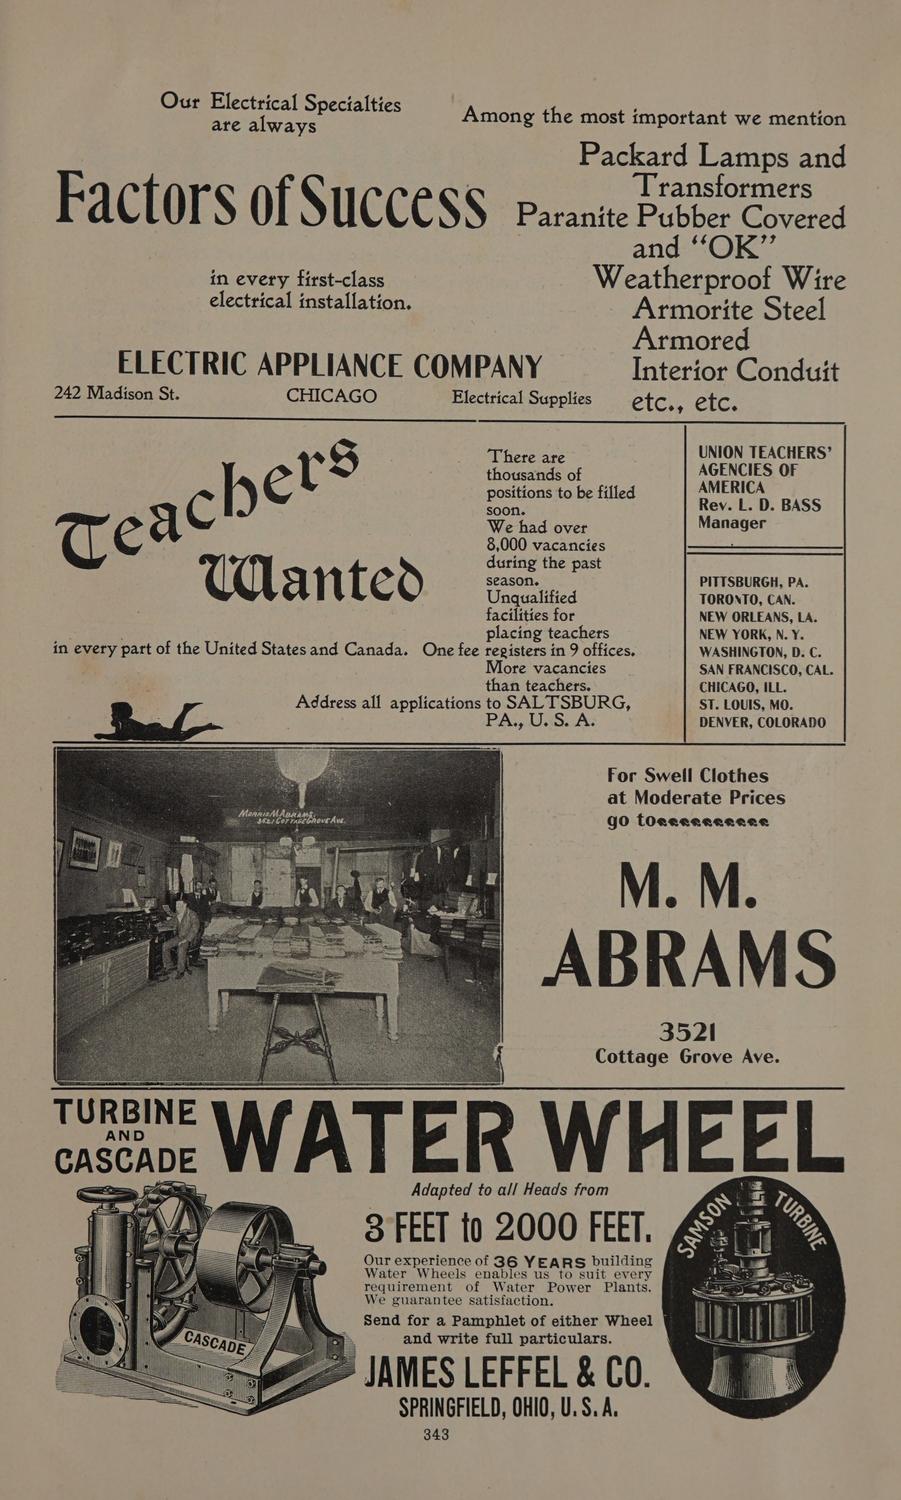 Our Electrical Specialties
are always
Factors of Success
in every first-class
electrical installation.
ELECTRIC APPLIANCE COMPANY
242 Madison St. CHICAGO Electrical Supplies
Among the most important we mention
Packard Lamps and
Transformers
Paranite Pubber Covered
and “OK”
Weatherproof Wire
Armorite Steel
Armored
Interior Conduit
etc., etc.
Teachers
Wanted
There are
thousands of
positions to be filled
soon.
We had over
8,000 vacancies
during the past
season.
Unqualified
facilities for
placing teachers
in every part of the United States and Canada. One fee registers in 9 offices.
More vacancies
than teachers.
Address all applications to SALTSBURG,
PA., U. S. A.
UNION TEACHERS’
AGENCIES OF
AMERICA
Rev. L. D. BASS
Manager
PITTSBURGH, PA.
TORONTO, CAN.
NEW ORLEANS, LA.
NEW YORK, N. Y.
WASHINGTON, D. C.
SAN FRANCISCO, CAL.
CHICAGO, ILL.
ST. LOUIS, MO.
DENVER, COLORADO
Morris M Abrams.
3521 Cottage Grove Ave.
For Swell Clothes
at Moderate Prices
go to
M. M.
ABRAMS
3521
Cottage Grove Ave.
TURBINE
AND
CASCADE
WATER WHEEL
Adapted to all Heads from
3 FEET to 2000 FEET.
Our experience of 36 YEARS building
Water Wheels enables us to suit every
requirement of Water Power Plants.
We guarantee satisfaction.
Send for a Pamphlet of either Wheel
and write full particulars.
JAMES LEFFEL & CO.
SPRINGFIELD, OHIO, U. S. A.
CASCADE
SAMSON TURBINE
343